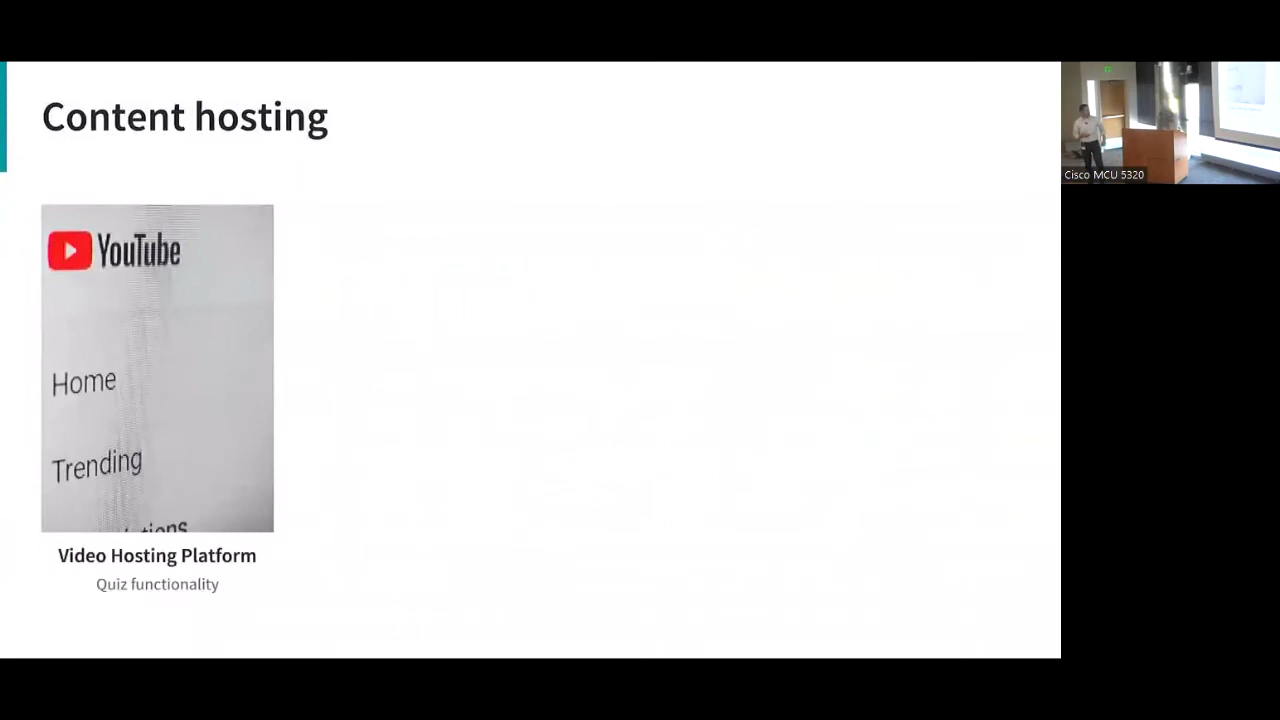 Content hosting
YouTube
Home
Trending
Video Hosting Platform
Quiz functionality
Cisco MCU 5320